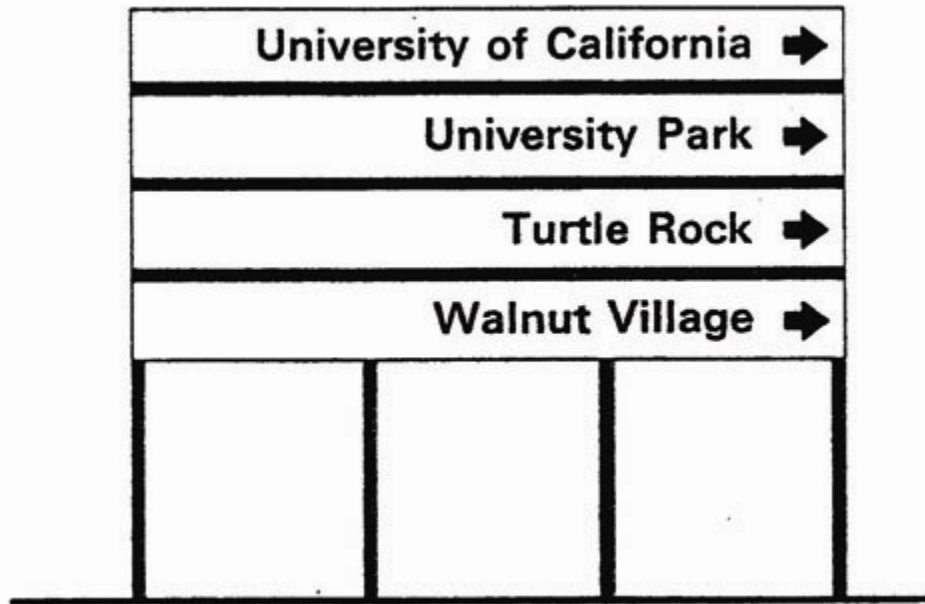 University of California →
University Park →
Turtle Rock →
Walnut Village →